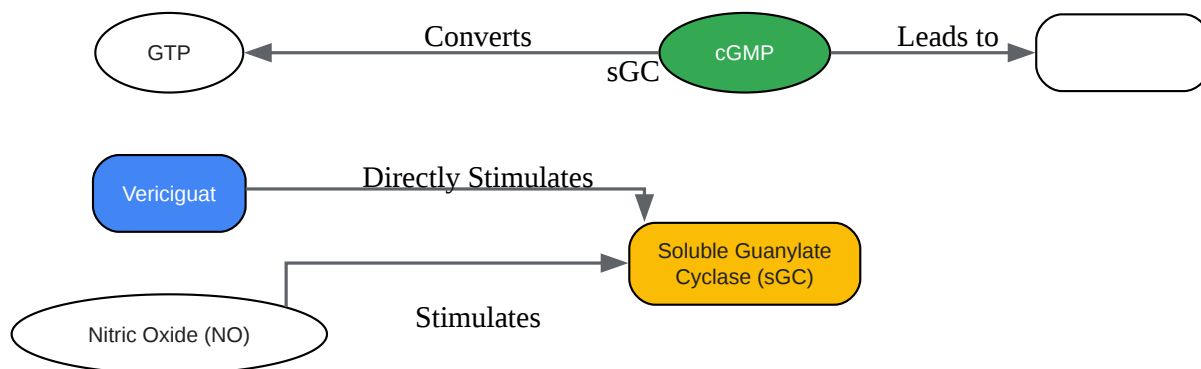 GTP
Converts
sGC
cGMP
Leads to
Vericiguat
Directly Stimulates
Soluble Guanylate
Cyclase (sGC)
Nitric Oxide (NO)
Stimulates